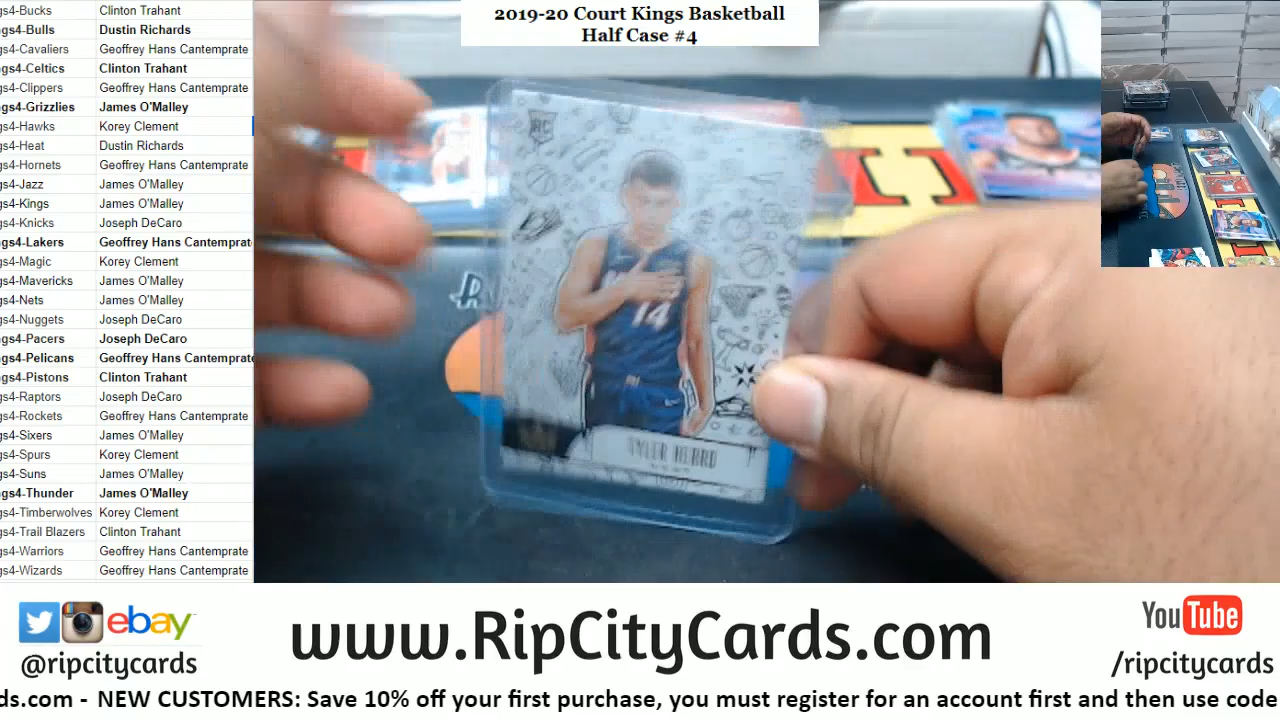 2019-20 Court Kings Basketball
Half Case #4
gs4-Bucks Clinton Trahant
ngs4-Bulls Dustin Richards
gs4-Cavaliers Geoffrey Hans Cantemprate
ngs4-Celtics Clinton Trahant
gs4-Clippers Geoffrey Hans Cantemprate
ngs4-Grizzlies James O'Malley
gs4-Hawks Korey Clement
gs4-Heat Dustin Richards
gs4-Hornets Geoffrey Hans Cantemprate
gs4-Jazz James O'Malley
gs4-Kings James O'Malley
gs4-Knicks Joseph DeCaro
ngs4-Lakers Geoffrey Hans Cantemprat
gs4-Magic Korey Clement
gs4-Mavericks James O'Malley
gs4-Nets James O'Malley
gs4-Nuggets Joseph DeCaro
ngs4-Pacers Joseph DeCaro
ngs4-Pelicans Geoffrey Hans Cantemprate
ngs4-Pistons Clinton Trahant
gs4-Raptors Joseph DeCaro
gs4-Rockets Geoffrey Hans Cantemprate
gs4-Sixers James O'Malley
gs4-Spurs Korey Clement
gs4-Suns James O'Malley
ngs4-Thunder James O'Malley
gs4-Timberwolves Korey Clement
gs4-Trail Blazers Clinton Trahant
gs4-Warriors Geoffrey Hans Cantemprate
gs4-Wizards Geoffrey Hans Cantemprate
RC
14
TYLER HERRO
ebay
@ripcitycards
www.RipCityCards.com
YouTube
/ripcitycards
ds.com - NEW CUSTOMERS: Save 10% off your first purchase, you must register for an account first and then use code